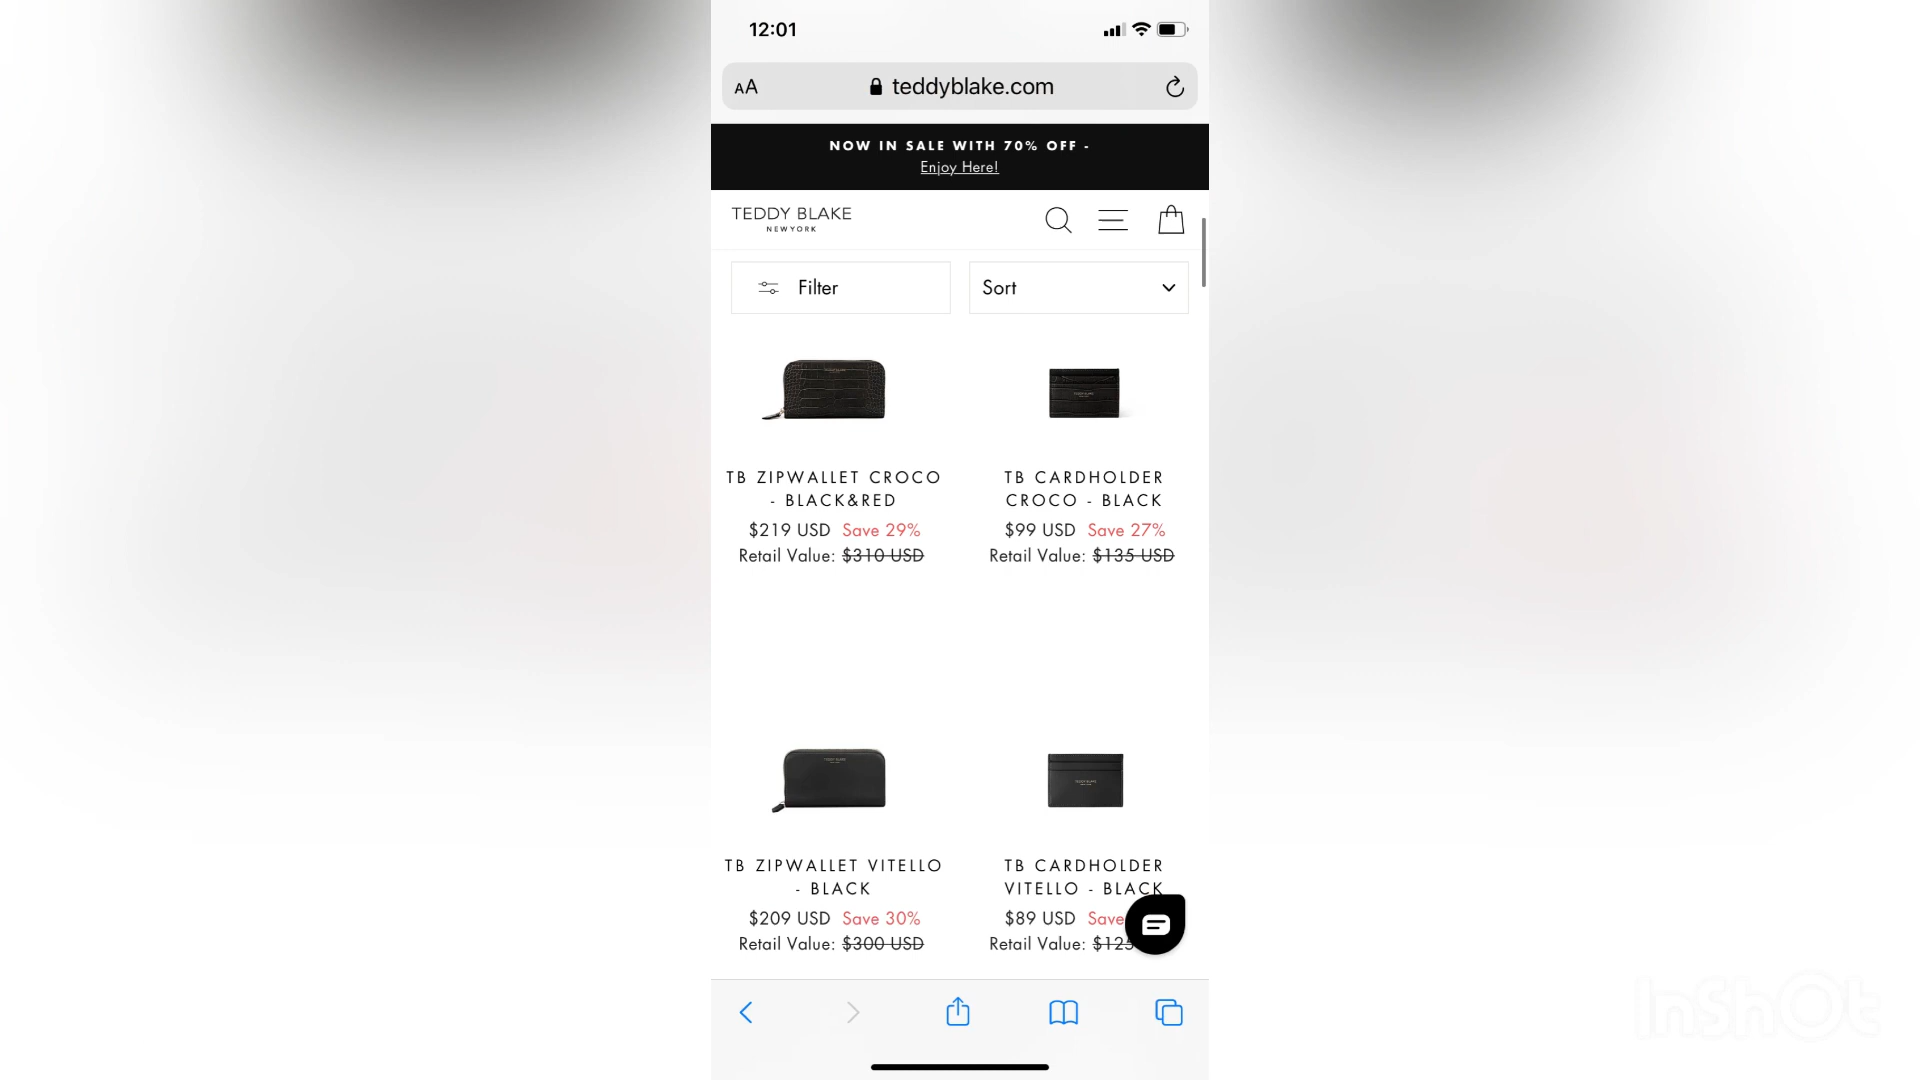 12:01
AA teddyblake.com
NOW IN SALE WITH 70% OFF -
Enjoy Here!
TEDDY BLAKE
NEWYORK
Filter
Sort
TB ZIPWALLET CROCO
- BLACK&RED
$219 USD Save 29%
Retail Value: $310 USD
TB CARDHOLDER
CROCO - BLACK
$99 USD Save 27%
Retail Value: $135 USD
TB ZIPWALLET VITELLO
- BLACK
$209 USD Save 30%
Retail Value: $300 USD
TB CARDHOLDER
VITELLO - BLACK
$89 USD Save
Retail Value: $125
InShOt